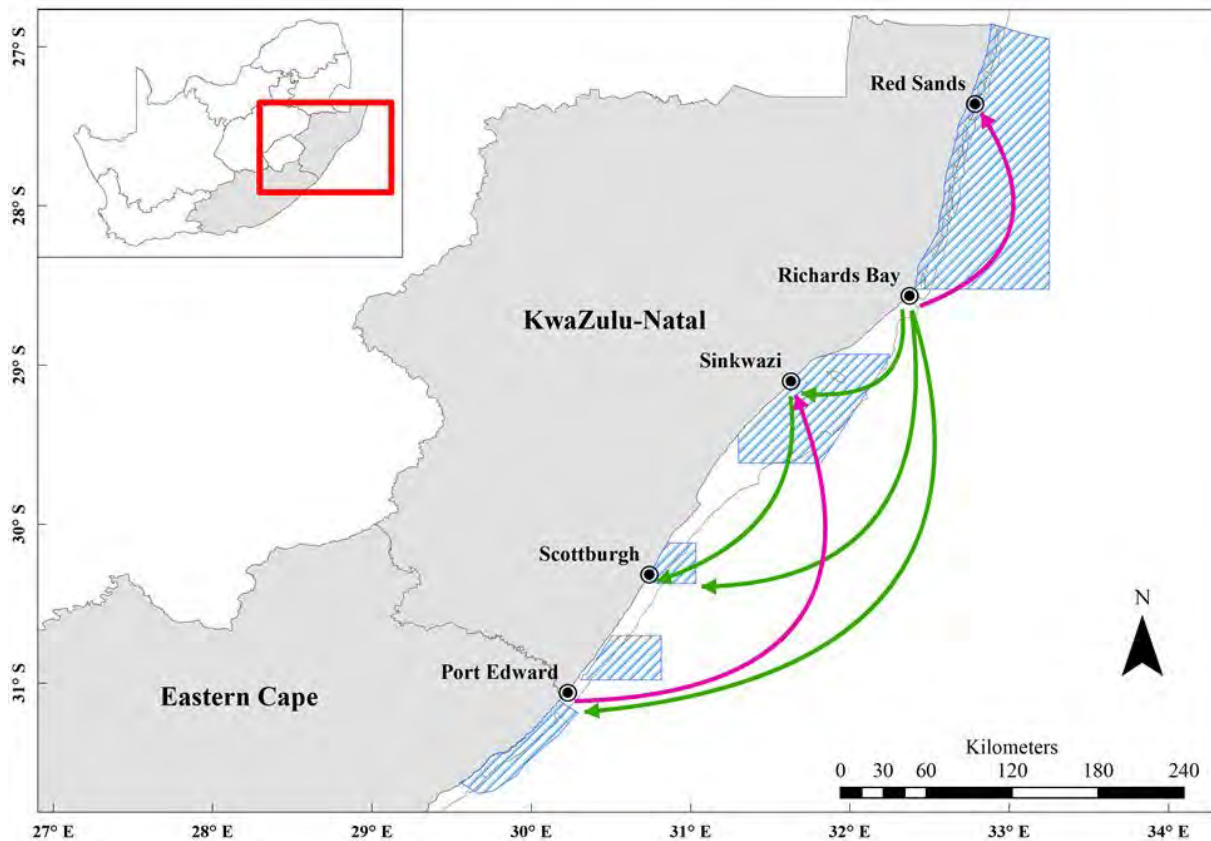 27° S
28° S
29° S
30° S
31° S
Red Sands
Richards Bay
KwaZulu-Natal
Sinkwazi
Scottburgh
Port Edward
Eastern Cape
N
Kilometers
0 30 60 120 180 240
27° E 28° E 29° E 30° E 31° E 32° E 33° E 34° E